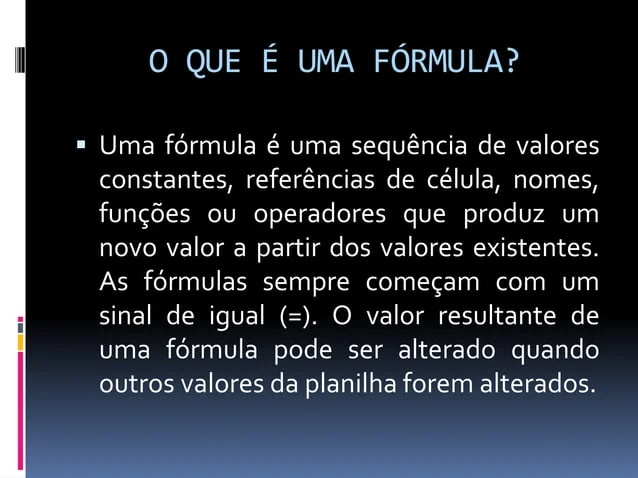 O QUE É UMA FÓRMULA?
▪ Uma fórmula é uma sequência de valores
constantes, referências de célula, nomes,
funções ou operadores que produz um
novo valor a partir dos valores existentes.
As fórmulas sempre começam com um
sinal de igual (=). O valor resultante de
uma fórmula pode ser alterado quando
outros valores da planilha forem alterados.